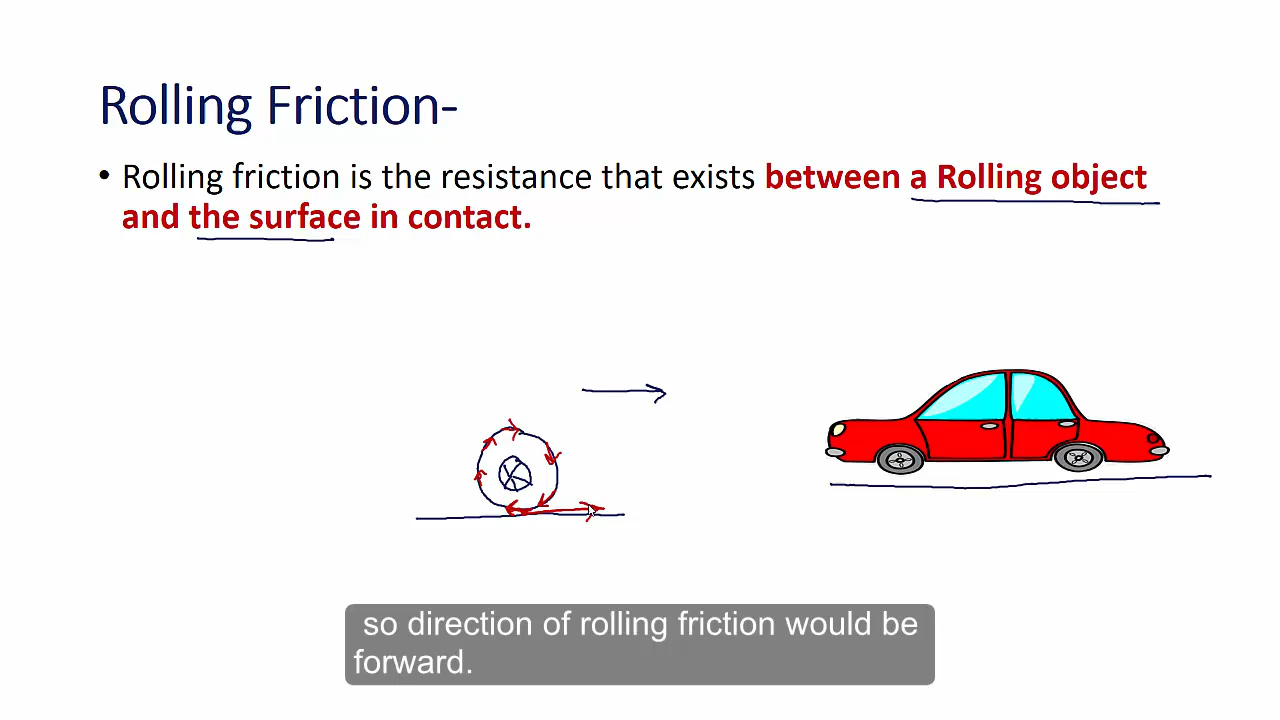 Rolling Friction-
• Rolling friction is the resistance that exists between a Rolling object
and the surface in contact.
so direction of rolling friction would be
forward.